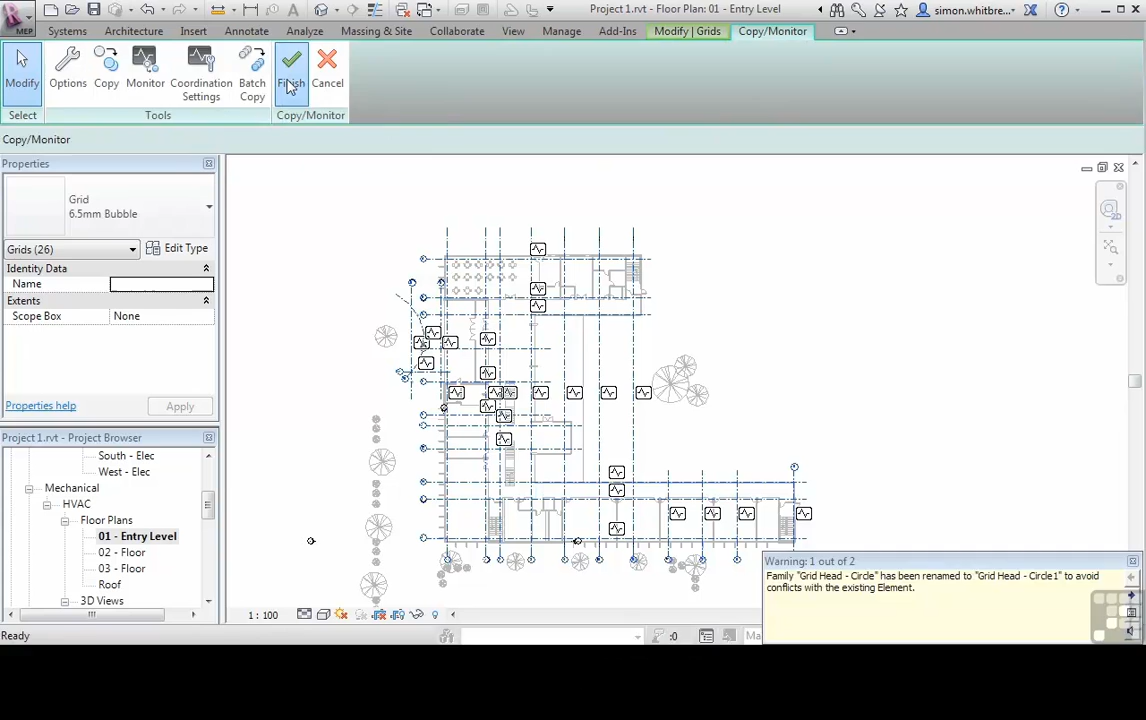 Project 1.rvt - Floor Plan: 01 - Entry Level
simon.whitbre...
MEP
Systems Architecture Insert Annotate Analyze Massing & Site Collaborate View Manage Add-Ins Modify | Grids Copy/Monitor
Modify Options Copy Monitor Coordination Settings Batch Copy Finish Cancel
Select Tools Copy/Monitor
Copy/Monitor
Properties
Grid
6.5mm Bubble
Grids (26) Edit Type
Identity Data
Name
Extents
Scope Box None
Properties help Apply
Project1.rvt - Project Browser
South - Elec
West - Elec
Mechanical
HVAC
Floor Plans
01 - Entry Level
02 - Floor
03 - Floor
Roof
3D Views
1 : 100
Warning: 1 out of 2
Family "Grid Head - Circle" has been renamed to "Grid Head - Circle1" to avoid
conflicts with the existing Element.
Ready :0 Ma